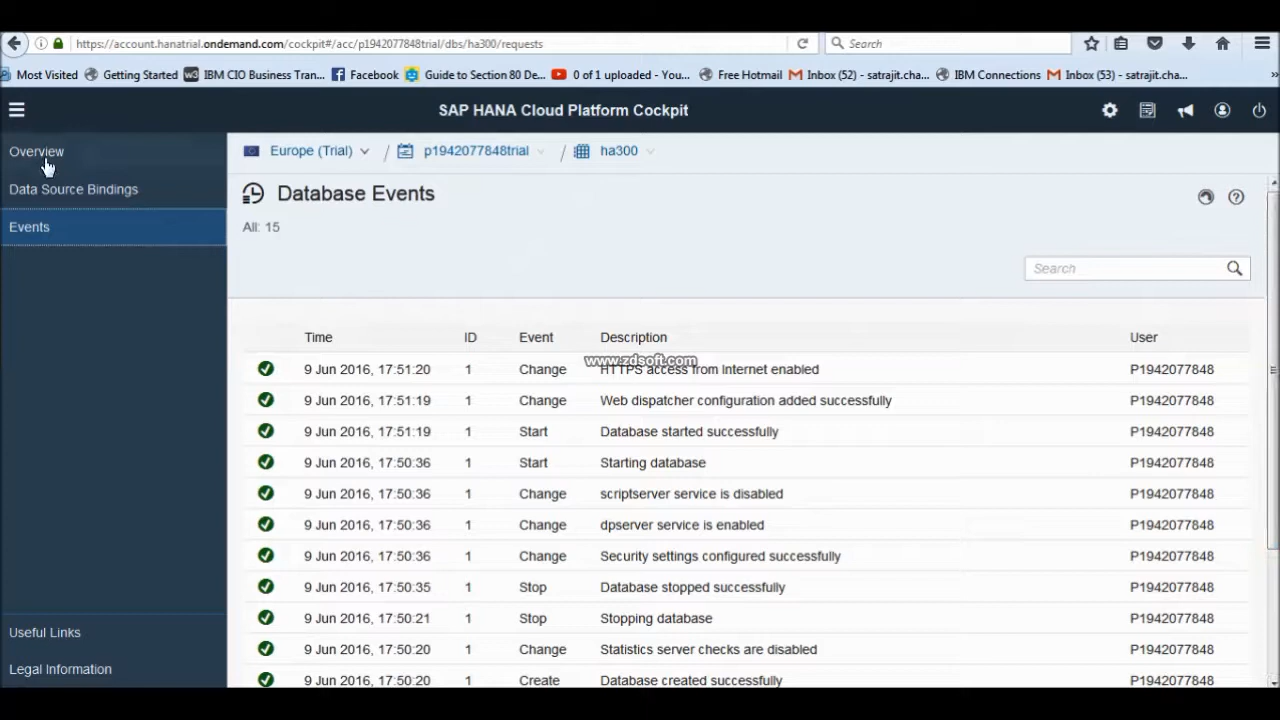 https://account.hanatrial.ondemand.com/cockpit#/acc/p1942077848trial/dbs/ha300/requests
Search
Most Visited Getting Started IBM CIO Business Tran... Facebook Guide to Section 80 De... 0 of 1 uploaded - You... Free Hotmail Inbox (52) - satrajit.cha... IBM Connections Inbox (53) - satrajit.cha...
SAP HANA Cloud Platform Cockpit
Overview
Data Source Bindings
Events
Useful Links
Legal Information
Europe (Trial) / p1942077848trial / ha300
Database Events
All: 15
Search
Time ID Event Description User
www.zdsoft.com
9 Jun 2016, 17:51:20 1 Change HTTPS access from Internet enabled P1942077848
9 Jun 2016, 17:51:19 1 Change Web dispatcher configuration added successfully P1942077848
9 Jun 2016, 17:51:19 1 Start Database started successfully P1942077848
9 Jun 2016, 17:50:36 1 Start Starting database P1942077848
9 Jun 2016, 17:50:36 1 Change scriptserver service is disabled P1942077848
9 Jun 2016, 17:50:36 1 Change dpserver service is enabled P1942077848
9 Jun 2016, 17:50:36 1 Change Security settings configured successfully P1942077848
9 Jun 2016, 17:50:35 1 Stop Database stopped successfully P1942077848
9 Jun 2016, 17:50:21 1 Stop Stopping database P1942077848
9 Jun 2016, 17:50:20 1 Change Statistics server checks are disabled P1942077848
9 Jun 2016, 17:50:20 1 Create Database created successfully P1942077848